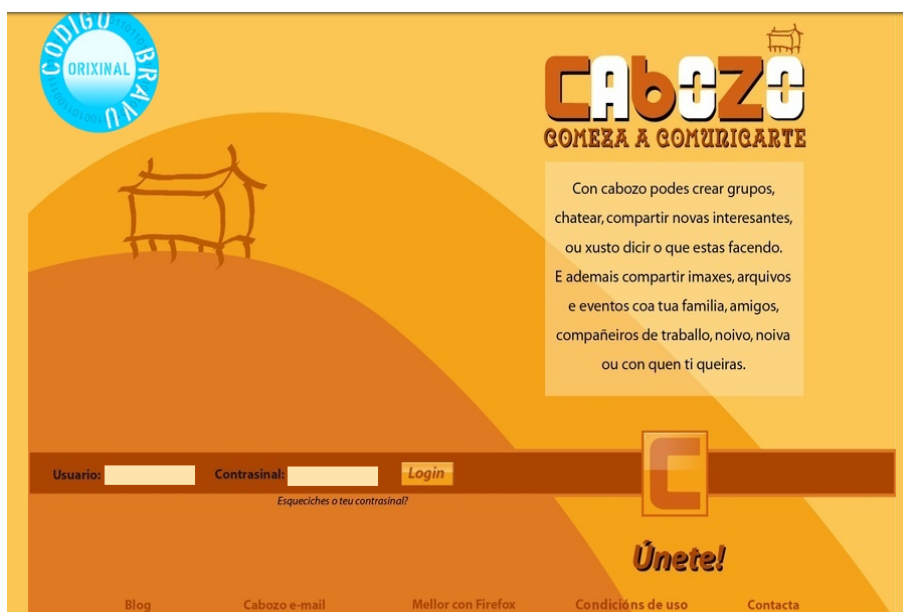 CODIGO BRAVU
ORIXINAL
CAbOZO
COMEZA A COMUNICARTE
Con cabozo podes crear grupos,
chatear, compartir novas interesantes,
ou xusto dicir o que estas facendo.
E ademais compartir imaxes, arquivos
e eventos coa tua familia, amigos,
compañeiros de traballo, noivo, noiva
ou con quen ti queiras.
Usuario:
Contrasinal:
Login
Esqueciches o teu contrasinal?
C
Únete!
Blog
Cabozo e-mail
Mellor con Firefox
Condicións de uso
Contacta